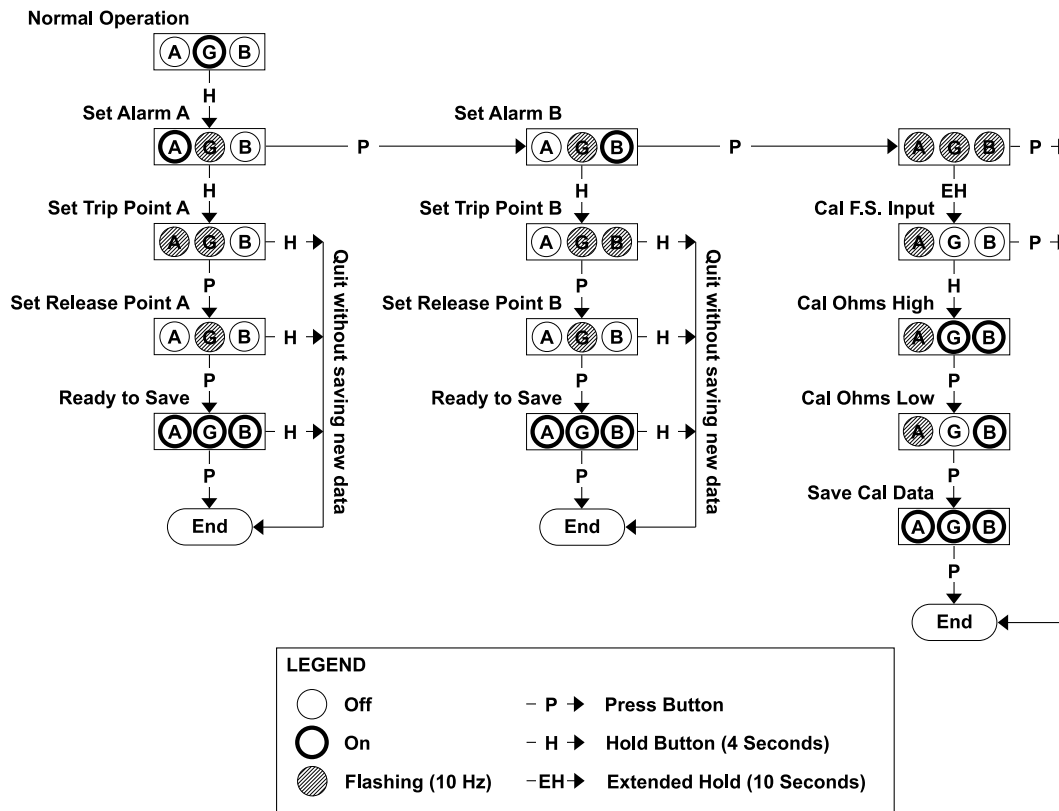 Normal Operation
A G B
H
Set Alarm A
A G B
P
Set Alarm B
A G B
P
A G B
P
H
H
EH
Set Trip Point A
A G B
H
Set Trip Point B
A G B
H
Cal F.S. Input
A G B
P
P
P
H
Set Release Point A
A G B
H
Set Release Point B
A G B
H
Cal Ohms High
A G B
P
P
P
Ready to Save
A G B
H
Ready to Save
A G B
H
Cal Ohms Low
A G B
Quit without saving new data
Quit without saving new data
P
P
P
End
End
Save Cal Data
A G B
P
End
LEGEND
Off
P
Press Button
On
H
Hold Button (4 Seconds)
Flashing (10 Hz)
EH
Extended Hold (10 Seconds)